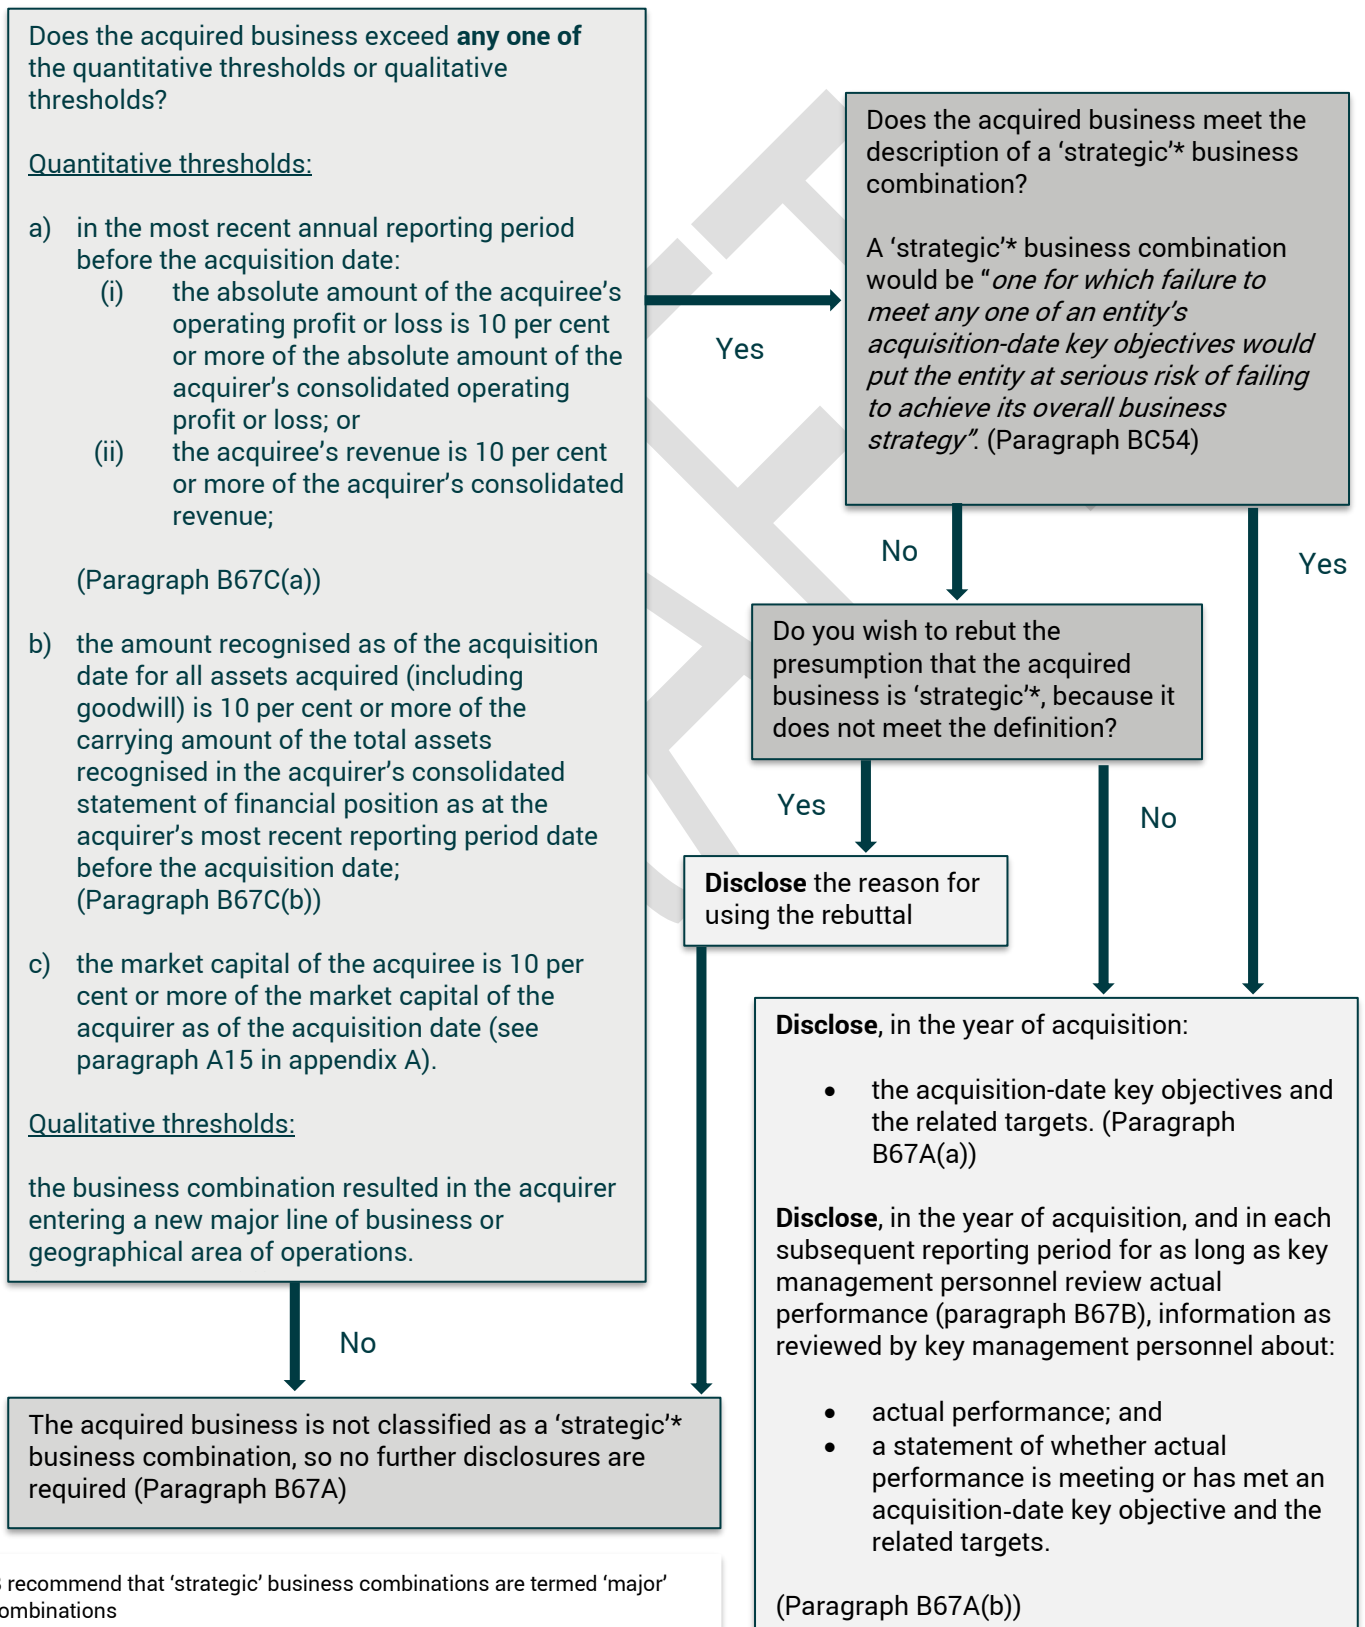 Does the acquired business exceed any one of
the quantitative thresholds or qualitative
thresholds?
Quantitative thresholds:
a) in the most recent annual reporting period
before the acquisition date:
(i) the absolute amount of the acquiree's
operating profit or loss is 10 per cent
or more of the absolute amount of the
acquirer's consolidated operating
profit or loss; or
(ii) the acquiree's revenue is 10 per cent
or more of the acquirer's consolidated
revenue;
(Paragraph B67C(a))
b) the amount recognised as of the acquisition
date for all assets acquired (including
goodwill) is 10 per cent or more of the
carrying amount of the total assets
recognised in the acquirer's consolidated
statement of financial position as at the
acquirer's most recent reporting period date
before the acquisition date;
(Paragraph B67C(b))
c) the market capital of the acquiree is 10 per
cent or more of the market capital of the
acquirer as of the acquisition date (see
paragraph A15 in appendix A).
Qualitative thresholds:
the business combination resulted in the acquirer
entering a new major line of business or
geographical area of operations.
Yes
Does the acquired business meet the
description of a 'strategic'* business
combination?
A 'strategic'* business combination
would be "one for which failure to
meet any one of an entity's
acquisition-date key objectives would
put the entity at serious risk of failing
to achieve its overall business
strategy". (Paragraph BC54)
No
Yes
Do you wish to rebut the
presumption that the acquired
business is 'strategic'*, because it
does not meet the definition?
Yes
No
Disclose the reason for
using the rebuttal
No
The acquired business is not classified as a 'strategic'*
business combination, so no further disclosures are
required (Paragraph B67A)
Disclose, in the year of acquisition:
• the acquisition-date key objectives and
the related targets. (Paragraph
B67A(a))
Disclose, in the year of acquisition, and in each
subsequent reporting period for as long as key
management personnel review actual
performance (paragraph B67B), information as
reviewed by key management personnel about:
• actual performance; and
• a statement of whether actual
performance is meeting or has met an
acquisition-date key objective and the
related targets.
(Paragraph B67A(b))
recommend that 'strategic' business combinations are termed 'major'
ombinations